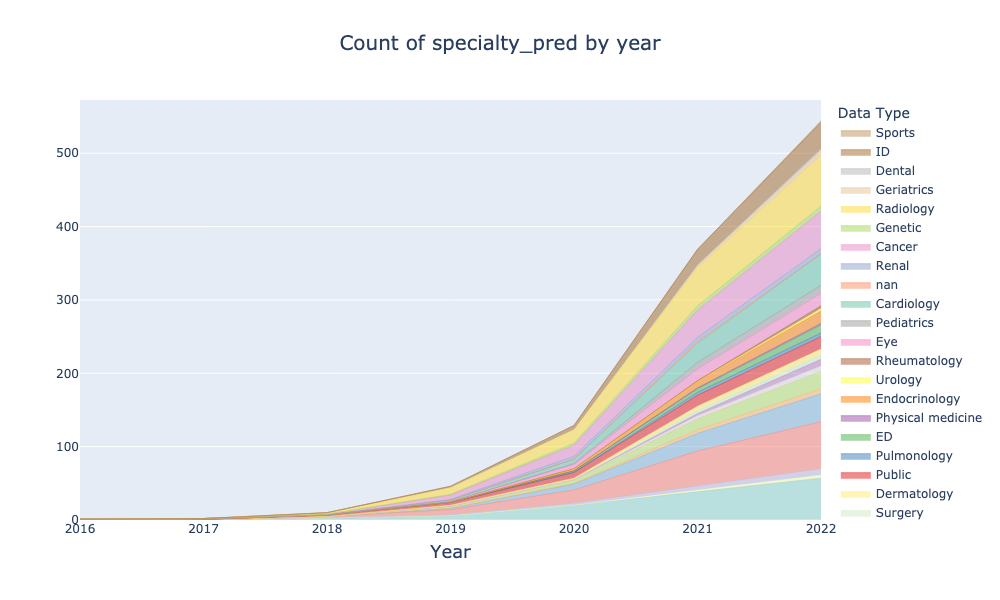 Count of specialty_pred by year
Data Type
Sports
ID
Dental
Geriatrics
Radiology
Genetic
Cancer
Renal
nan
Cardiology
Pediatrics
Eye
Rheumatology
Urology
Endocrinology
Physical medicine
ED
Pulmonology
Public
Dermatology
Surgery
500
400
300
200
100
0
2016 2017 2018 2019 2020 2021 2022
Year